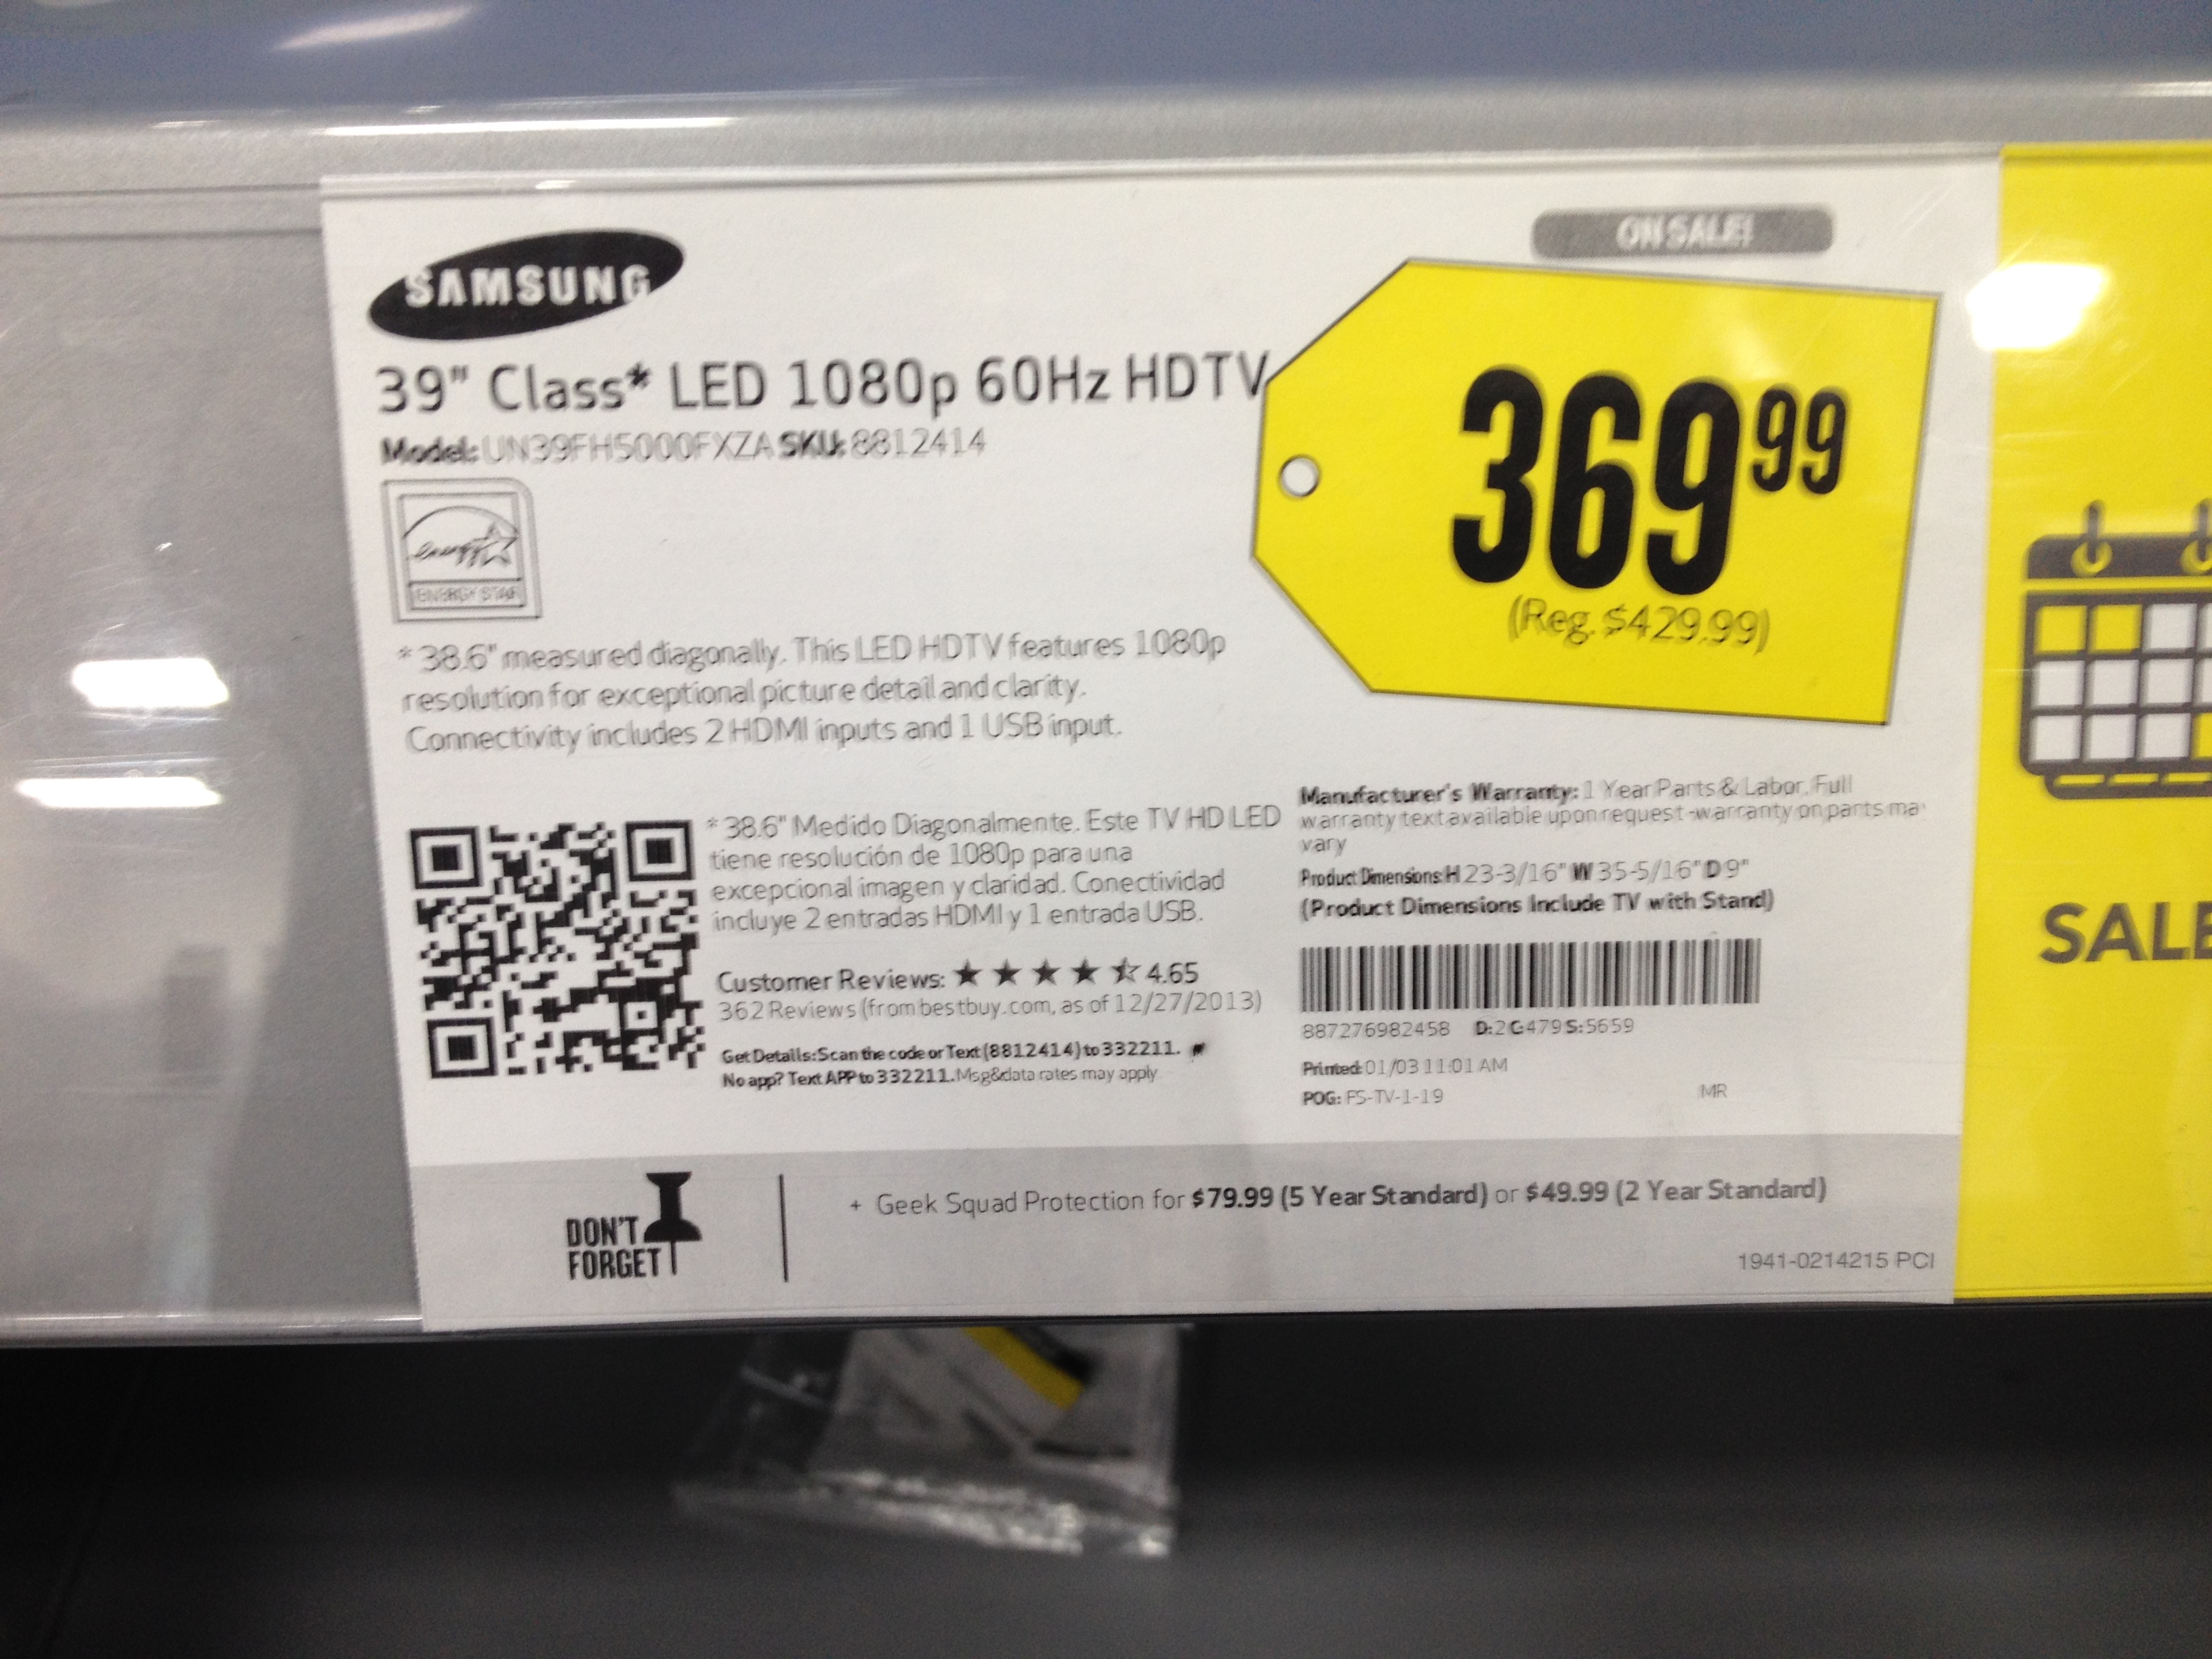 SAMSUNG
ON SALE!
39" Class* LED 1080p 60Hz HDTV
Model: UN39FH5000FXZA SKU: 8812414
369 99
(Reg. $429.99)
energy
ENERGY STAR
* 38.6" measured diagonally. This LED HDTV features 1080p
resolution for exceptional picture detail and clarity.
Connectivity includes 2 HDMI inputs and 1 USB input.
* 38.6" Medido Diagonalmente. Este TV HD LED
tiene resolución de 1080p para una
excepcional imagen y claridad. Conectividad
incluye 2 entradas HDMI y 1 entrada USB.
Customer Reviews: ★ ★ ★ ★ ⯪ 4.65
362 Reviews (from bestbuy.com, as of 12/27/2013)
Get Details: Scan the code or Text (8812414) to 332211.
No app? Text APP to 332211. Msg&data rates may apply
Manufacturer's Warranty: 1 Year Parts & Labor. Full
warranty text available upon request -warranty on parts may
vary
Product Dimensions: H 23-3/16" W 35-5/16" D 9"
(Product Dimensions Include TV with Stand)
887276982458 D:2 C:479 S:5659
Printed: 01/03 11:01 AM
POG: FS-TV-1-19 MR
DON'T
FORGET
+ Geek Squad Protection for $79.99 (5 Year Standard) or $49.99 (2 Year Standard)
1941-0214215 PCI
SALE